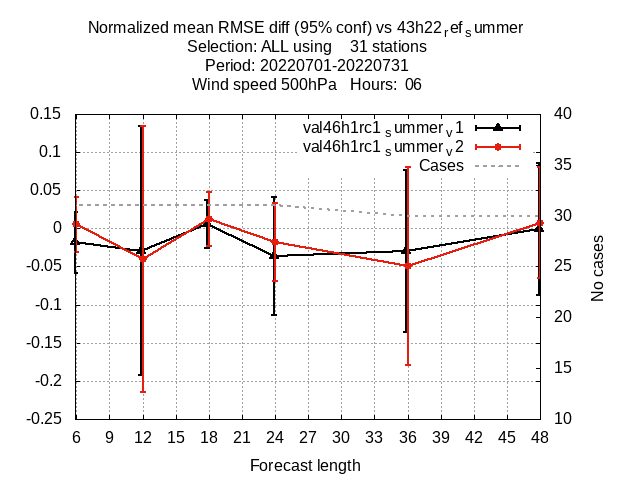 Normalized mean RMSE diff (95% conf) vs 43h22refsummer
Selection: ALL using    31 stations
Period: 20220701-20220731
Wind speed 500hPa   Hours:  06
val46h1rc1summerv1
val46h1rc1summerv2
Cases
0.15
0.1
0.05
0
-0.05
-0.1
-0.15
-0.2
-0.25
40
35
30
25
20
15
10
No cases
6 9 12 15 18 21 24 27 30 33 36 39 42 45 48
Forecast length